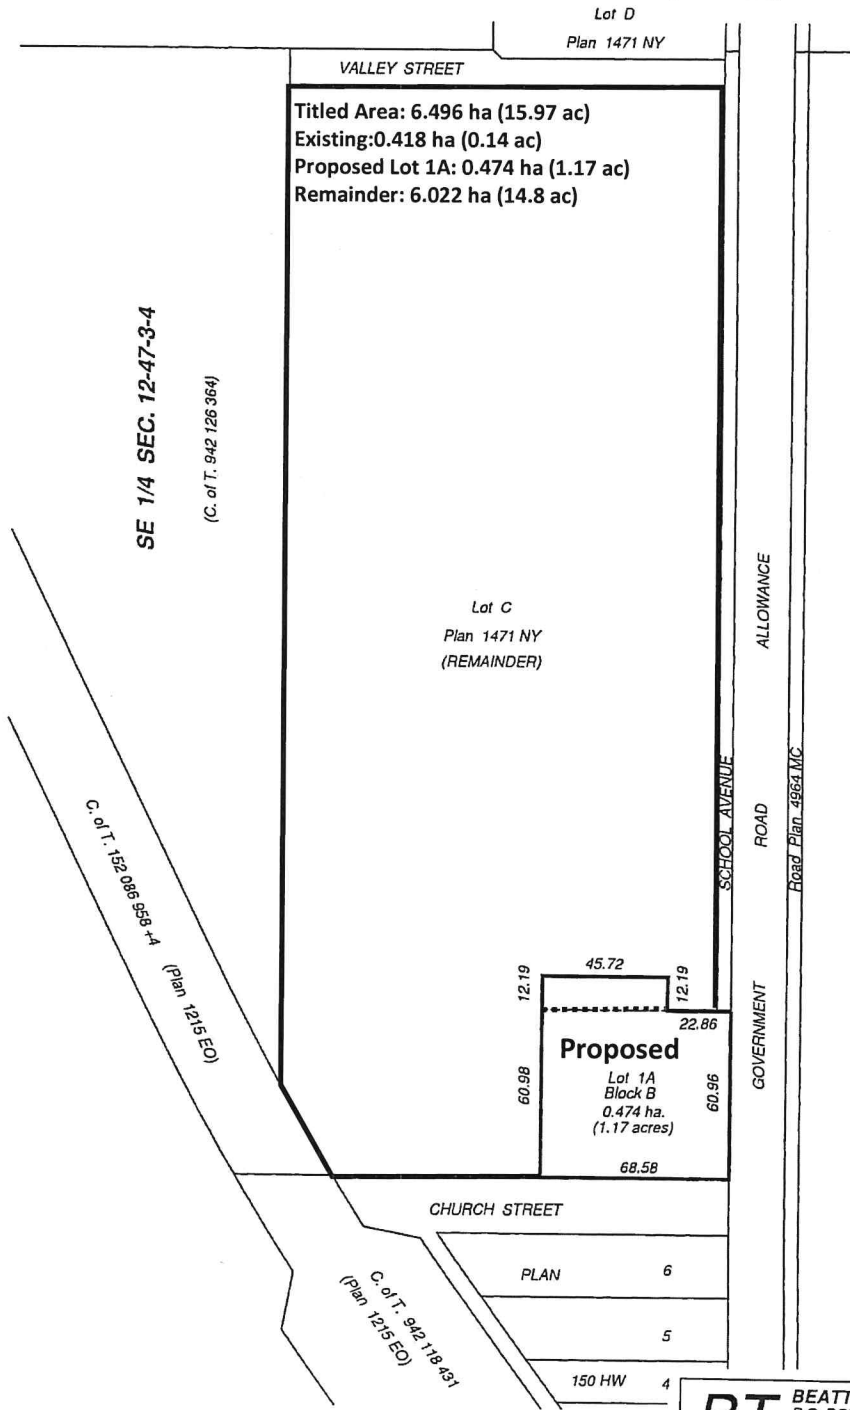 Lot D
Plan 1471 NY
VALLEY STREET
Titled Area: 6.496 ha (15.97 ac)
Existing:0.418 ha (0.14 ac)
Proposed Lot 1A: 0.474 ha (1.17 ac)
Remainder: 6.022 ha (14.8 ac)
SE 1/4 SEC. 12-47-3-4
(C. of T. 942 126 364)
Lot C
Plan 1471 NY
(REMAINDER)
ALLOWANCE
ROAD
GOVERNMENT
SCHOOL AVENUE
Road Plan 4964 MC
C. of T. 152 086 958 +4 (Plan 1215 EO)
45.72
12.19
12.19
22.86
Proposed
Lot 1A
Block B
0.474 ha.
(1.17 acres)
60.98
60.96
68.58
CHURCH STREET
PLAN
6
5
150 HW
4
C. of T. 942 118 431
(Plan 1215 EO)
BEATT